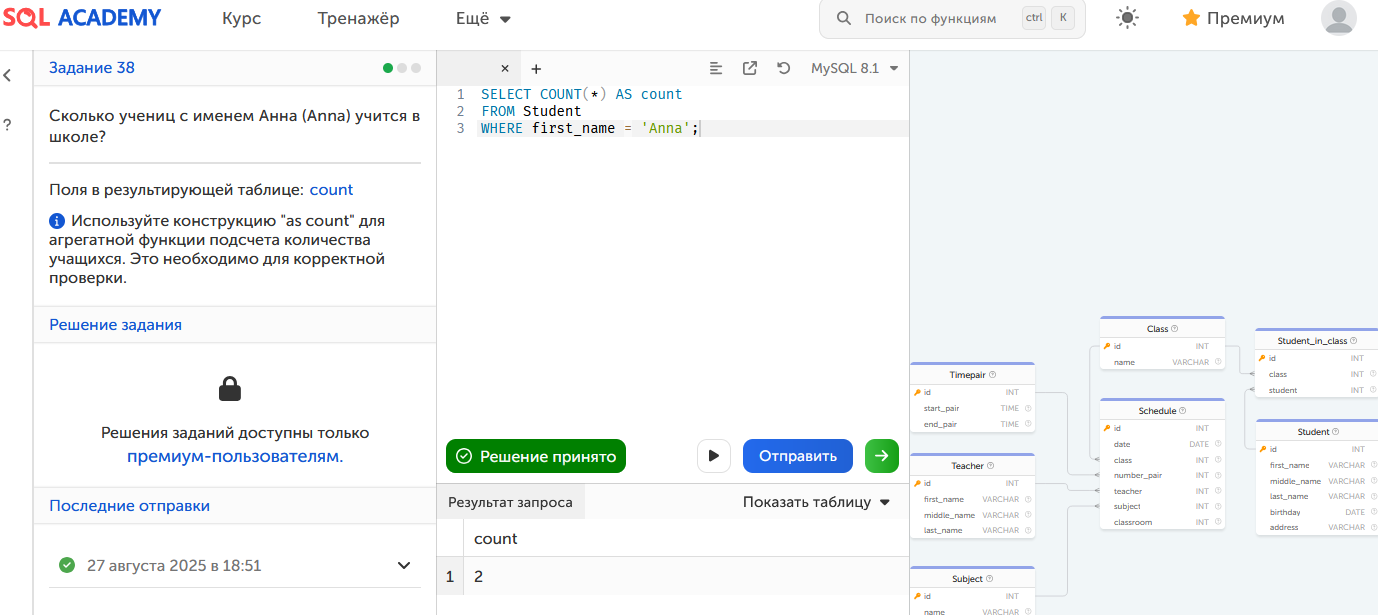 SQL ACADEMY Курс Тренажёр Ещё Поиск по функциям ctrl K Премиум
Задание 38
Сколько учениц с именем Анна (Anna) учится в
школе?
Поля в результирующей таблице: count
Используйте конструкцию "as count" для
агрегатной функции подсчета количества
учащихся. Это необходимо для корректной
проверки.
Решение задания
Решения заданий доступны только
премиум-пользователям.
Последние отправки
27 августа 2025 в 18:51
MySQL 8.1
1 SELECT COUNT(*) AS count
2 FROM Student
3 WHERE first_name = 'Anna';
Решение принято
Отправить
Результат запроса
Показать таблицу
count
1 2
Timepair
id INT
start_pair TIME
end_pair TIME
Teacher
id INT
first_name VARCHAR
middle_name VARCHAR
last_name VARCHAR
Subject
id INT
name VARCHAR
Class
id INT
name VARCHAR
Schedule
id INT
date DATE
class INT
number_pair INT
teacher INT
subject INT
classroom INT
Student_in_class
id INT
class INT
student INT
Student
id INT
first_name VARCHAR
middle_name VARCHAR
last_name VARCHAR
birthday DATE
address VARCHAR